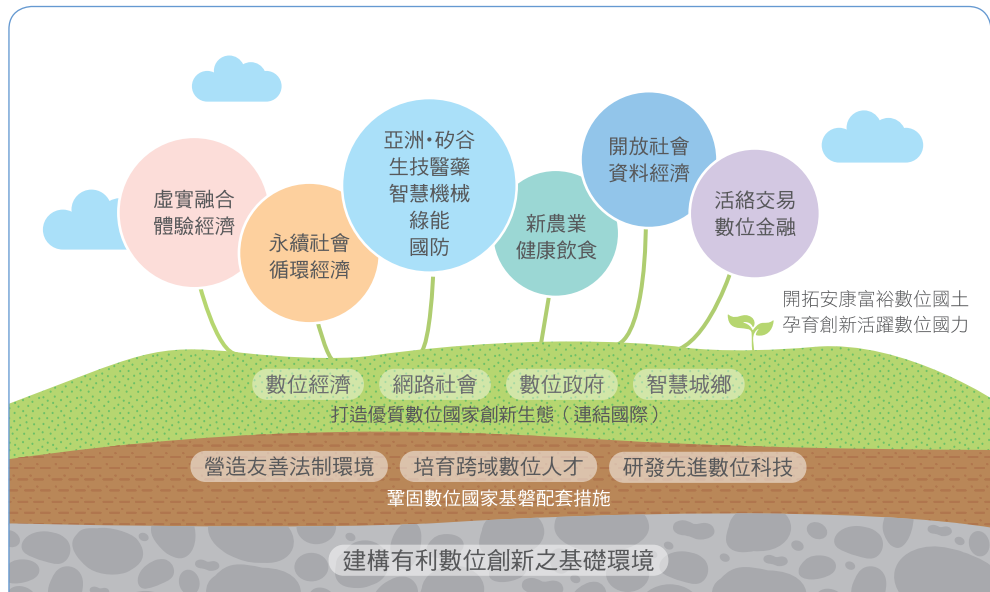 虛實融合
體驗經濟
永續社會
循環經濟
亞洲·矽谷
生技醫藥
智慧機械
綠能
國防
新農業
健康飲食
開放社會
資料經濟
活絡交易
數位金融
開拓安康富裕數位國土
孕育創新活躍數位國力
數位經濟 網路社會 數位政府 智慧城鄉
打造優質數位國家創新生態（連結國際）
營造友善法制環境 培育跨域數位人才 研發先進數位科技
鞏固數位國家基磐配套措施
建構有利數位創新之基礎環境